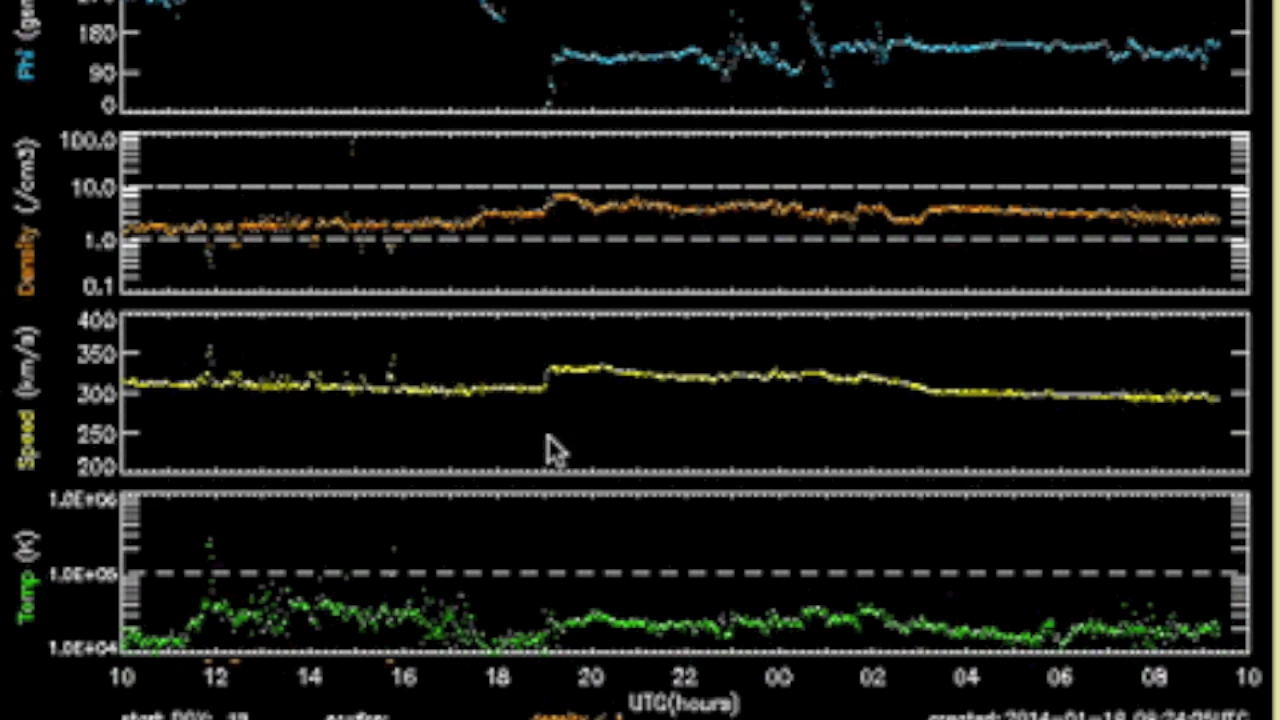 Phi (gsm
180
90
0
Density (/cm3)
100.0
10.0
1.0
0.1
Speed (km/s)
400
350
300
250
200
Temp (K)
1.0E+06
1.0E+05
1.0E+04
10 12 14 16 18 20 22 00 02 04 06 08 10
UTC(hours)